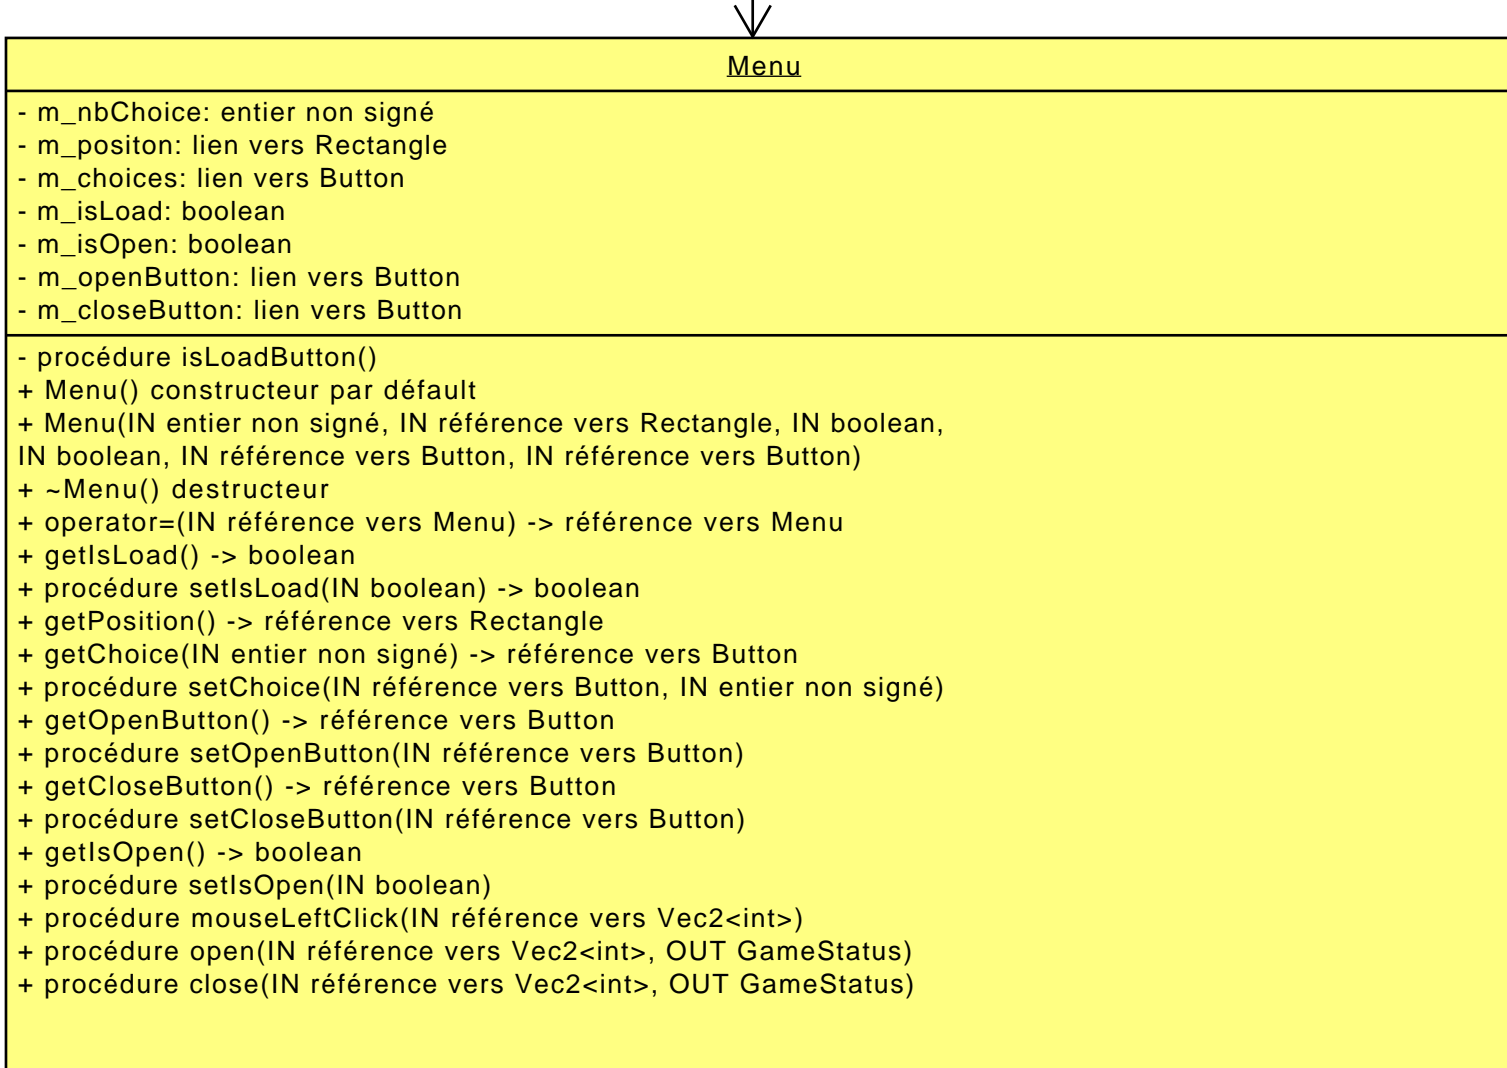 Menu
- m_nbChoice: entier non signé
- m_positon: lien vers Rectangle
- m_choices: lien vers Button
- m_isLoad: boolean
- m_isOpen: boolean
- m_openButton: lien vers Button
- m_closeButton: lien vers Button
- procédure isLoadButton()
+ Menu() constructeur par défault
+ Menu(IN entier non signé, IN référence vers Rectangle, IN boolean,
IN boolean, IN référence vers Button, IN référence vers Button)
+ ~Menu() destructeur
+ operator=(IN référence vers Menu) -> référence vers Menu
+ getIsLoad() -> boolean
+ procédure setIsLoad(IN boolean) -> boolean
+ getPosition() -> référence vers Rectangle
+ getChoice(IN entier non signé) -> référence vers Button
+ procédure setChoice(IN référence vers Button, IN entier non signé)
+ getOpenButton() -> référence vers Button
+ procédure setOpenButton(IN référence vers Button)
+ getCloseButton() -> référence vers Button
+ procédure setCloseButton(IN référence vers Button)
+ getIsOpen() -> boolean
+ procédure setIsOpen(IN boolean)
+ procédure mouseLeftClick(IN référence vers Vec2<int>)
+ procédure open(IN référence vers Vec2<int>, OUT GameStatus)
+ procédure close(IN référence vers Vec2<int>, OUT GameStatus)